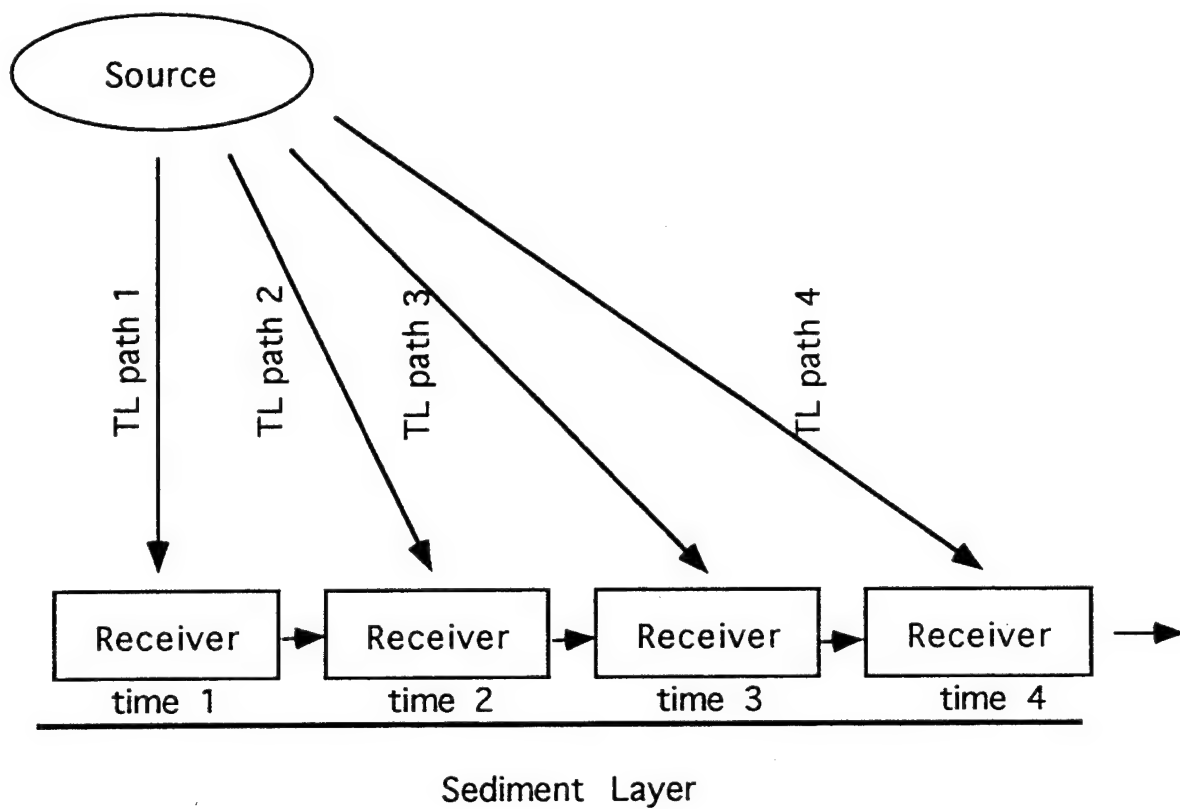 Source
TL path 1
TL path 2
TL path 3
TL path 4
Receiver
Receiver
Receiver
Receiver
time 1
time 2
time 3
time 4
Sediment Layer